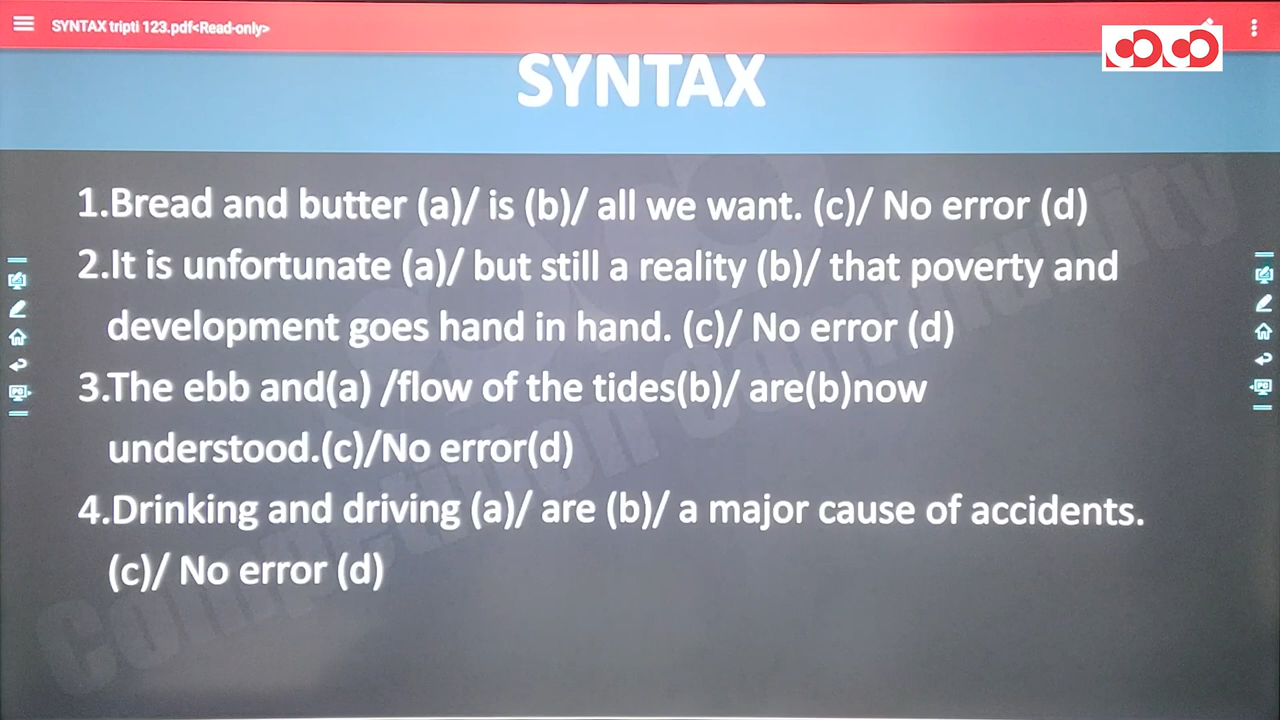 SYNTAX tripti 123.pdf<Read-only>
SYNTAX
1.Bread and butter (a)/ is (b)/ all we want. (c)/ No error (d)
2.It is unfortunate (a)/ but still a reality (b)/ that poverty and
development goes hand in hand. (c)/ No error (d)
3.The ebb and(a) /flow of the tides(b)/ are(b)now
understood.(c)/No error(d)
4.Drinking and driving (a)/ are (b)/ a major cause of accidents.
(c)/ No error (d)